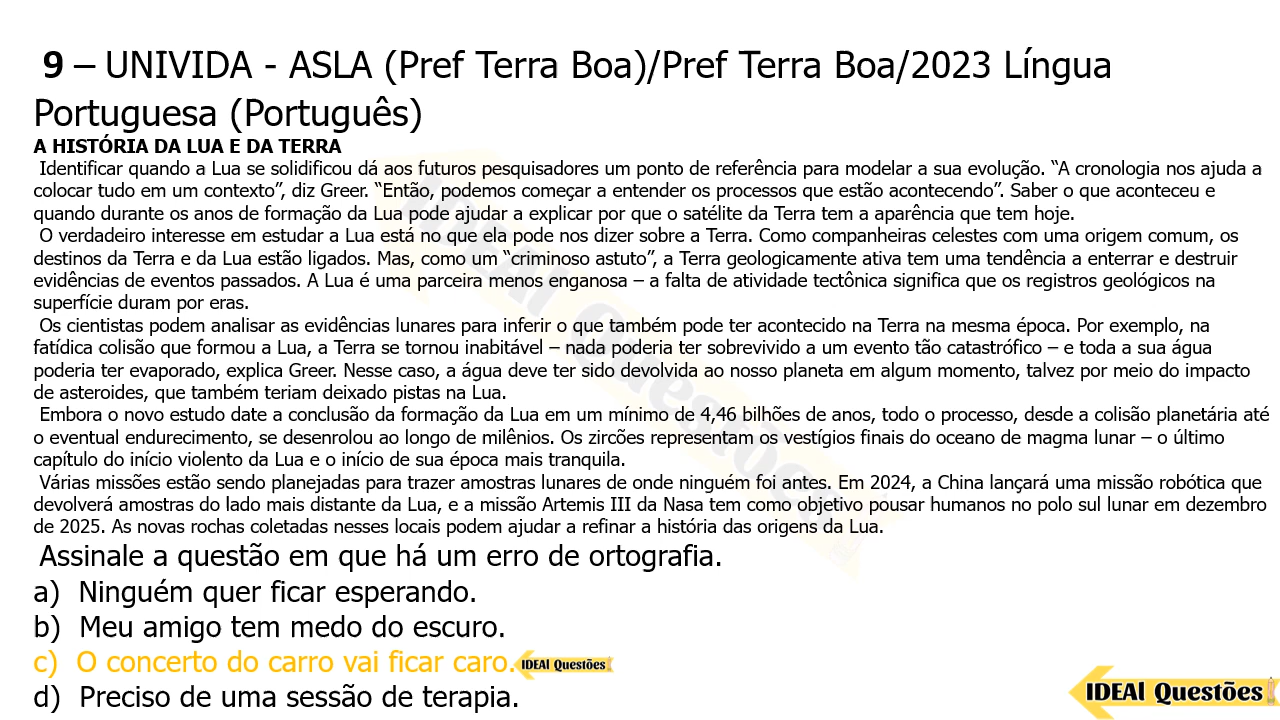 9 – UNIVIDA - ASLA (Pref Terra Boa)/Pref Terra Boa/2023 Língua
Portuguesa (Português)
A HISTÓRIA DA LUA E DA TERRA
Identificar quando a Lua se solidificou dá aos futuros pesquisadores um ponto de referência para modelar a sua evolução. “A cronologia nos ajuda a
colocar tudo em um contexto”, diz Greer. “Então, podemos começar a entender os processos que estão acontecendo”. Saber o que aconteceu e
quando durante os anos de formação da Lua pode ajudar a explicar por que o satélite da Terra tem a aparência que tem hoje.
O verdadeiro interesse em estudar a Lua está no que ela pode nos dizer sobre a Terra. Como companheiras celestes com uma origem comum, os
destinos da Terra e da Lua estão ligados. Mas, como um “criminoso astuto”, a Terra geologicamente ativa tem uma tendência a enterrar e destruir
evidências de eventos passados. A Lua é uma parceira menos enganosa – a falta de atividade tectônica significa que os registros geológicos na
superfície duram por eras.
Os cientistas podem analisar as evidências lunares para inferir o que também pode ter acontecido na Terra na mesma época. Por exemplo, na
fatídica colisão que formou a Lua, a Terra se tornou inabitável – nada poderia ter sobrevivido a um evento tão catastrófico – e toda a sua água
poderia ter evaporado, explica Greer. Nesse caso, a água deve ter sido devolvida ao nosso planeta em algum momento, talvez por meio do impacto
de asteroides, que também teriam deixado pistas na Lua.
Embora o novo estudo date a conclusão da formação da Lua em um mínimo de 4,46 bilhões de anos, todo o processo, desde a colisão planetária até
o eventual endurecimento, se desenrolou ao longo de milênios. Os zircões representam os vestígios finais do oceano de magma lunar – o último
capítulo do início violento da Lua e o início de sua época mais tranquila.
Várias missões estão sendo planejadas para trazer amostras lunares de onde ninguém foi antes. Em 2024, a China lançará uma missão robótica que
devolverá amostras do lado mais distante da Lua, e a missão Artemis III da Nasa tem como objetivo pousar humanos no polo sul lunar em dezembro
de 2025. As novas rochas coletadas nesses locais podem ajudar a refinar a história das origens da Lua.
Assinale a questão em que há um erro de ortografia.
a) Ninguém quer ficar esperando.
b) Meu amigo tem medo do escuro.
c) O concerto do carro vai ficar caro. IDEAl Questões
d) Preciso de uma sessão de terapia.
IDEAl Questões
IDEAl Questões